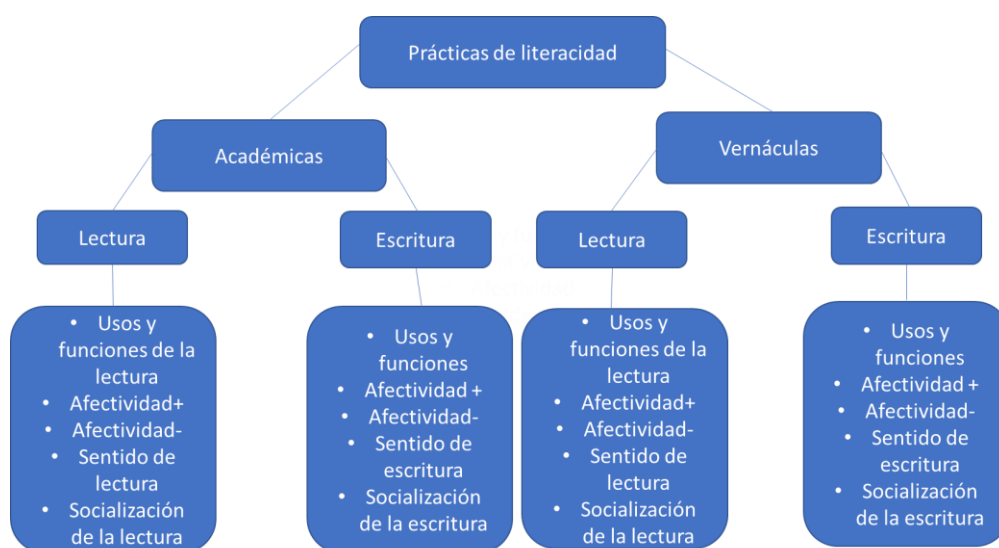 Prácticas de literacidad
Académicas
Vernáculas
Lectura
Escritura
Lectura
Escritura
• Usos y
funciones de la
lectura
• Afectividad+
• Afectividad-
• Sentido de
lectura
• Socialización
de la lectura
• Usos y
funciones
• Afectividad +
• Afectividad-
• Sentido de
escritura
• Socialización
de la escritura
• Usos y
funciones de la
lectura
• Afectividad+
• Afectividad-
• Sentido de
lectura
• Socialización
de la lectura
• Usos y
funciones
• Afectividad +
• Afectividad-
• Sentido de
escritura
• Socialización
de la escritura